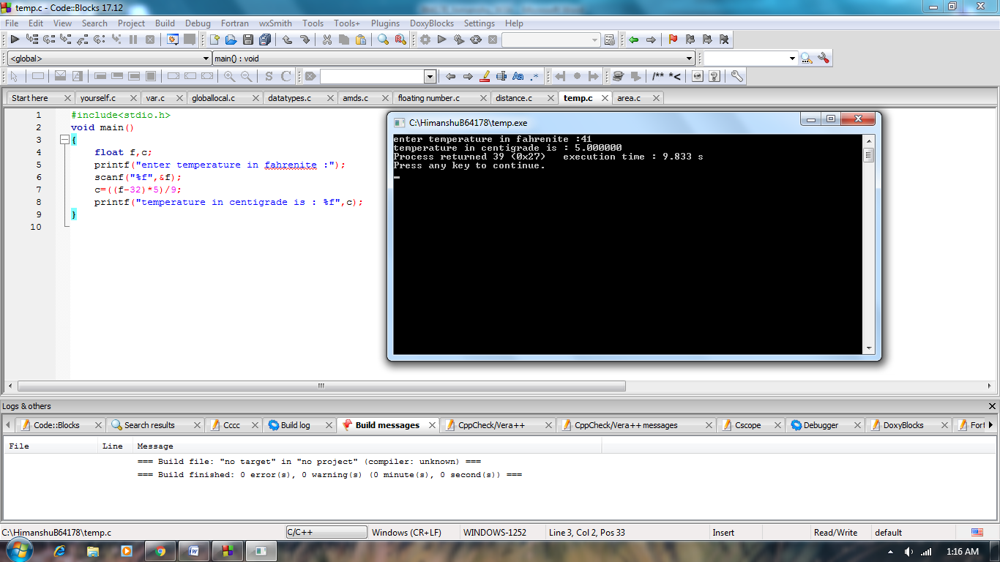 temp.c - Code::Blocks 17.12
File Edit View Search Project Build Debug Fortran wxSmith Tools Tools+ Plugins DoxyBlocks Settings Help
<global> main() : void
S C Aa .* /** *<
Start here yourself.c var.c globallocal.c datatypes.c amds.c floating number.c distance.c temp.c area.c
1 #include<stdio.h>
2 void main()
3 {
4 float f,c;
5 printf("enter temperature in fahrenite :");
6 scanf("%f",&f);
7 c=((f-32)*5)/9;
8 printf("temperature in centigrade is : %f",c);
9 }
10
C:\HimanshuB64178\temp.exe
enter temperature in fahrenite :41
temperature in centigrade is : 5.000000
Process returned 39 (0x27)   execution time : 9.833 s
Press any key to continue.
Logs & others
Code::Blocks Search results Cccc Build log Build messages CppCheck/Vera++ CppCheck/Vera++ messages Cscope Debugger DoxyBlocks Fort
File Line Message
=== Build file: "no target" in "no project" (compiler: unknown) ===
=== Build finished: 0 error(s), 0 warning(s) (0 minute(s), 0 second(s)) ===
C:\HimanshuB64178\temp.c C/C++ Windows (CR+LF) WINDOWS-1252 Line 3, Col 2, Pos 33 Insert Read/Write default
1:16 AM